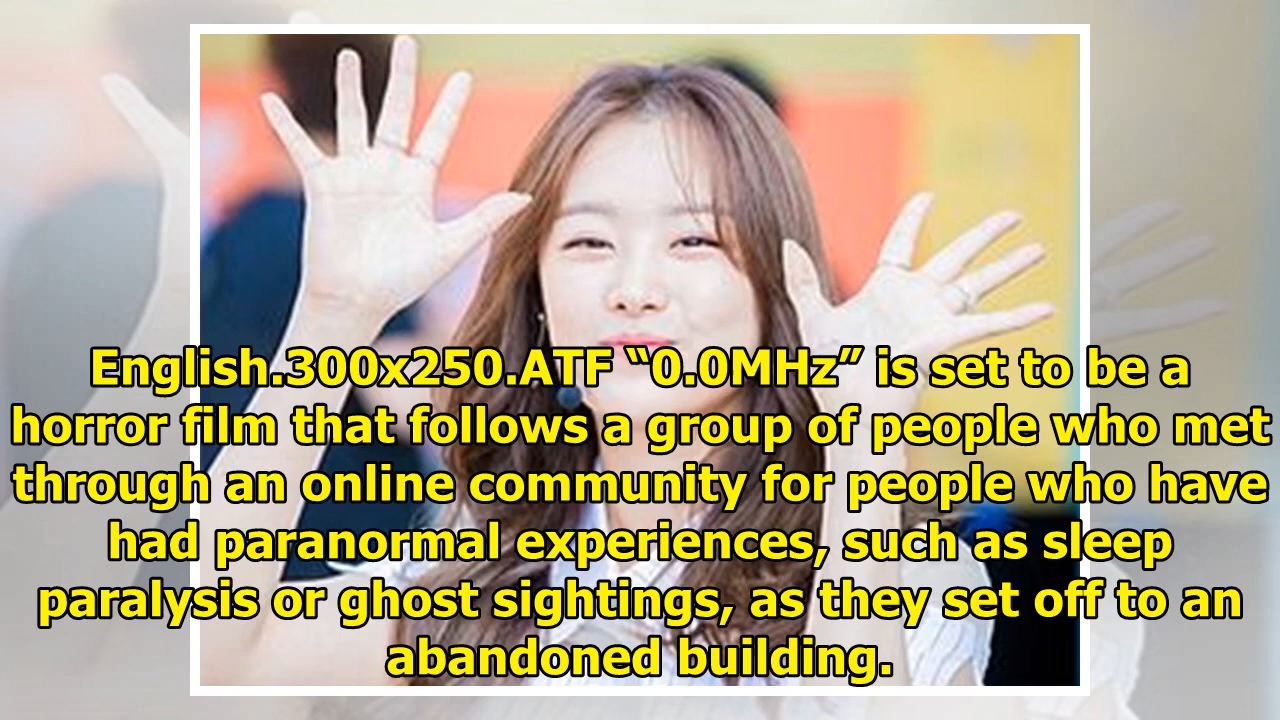 English.300x250.ATF “0.0MHz” is set to be a
horror film that follows a group of people who met
through an online community for people who have
had paranormal experiences, such as sleep
paralysis or ghost sightings, as they set off to an
abandoned building.